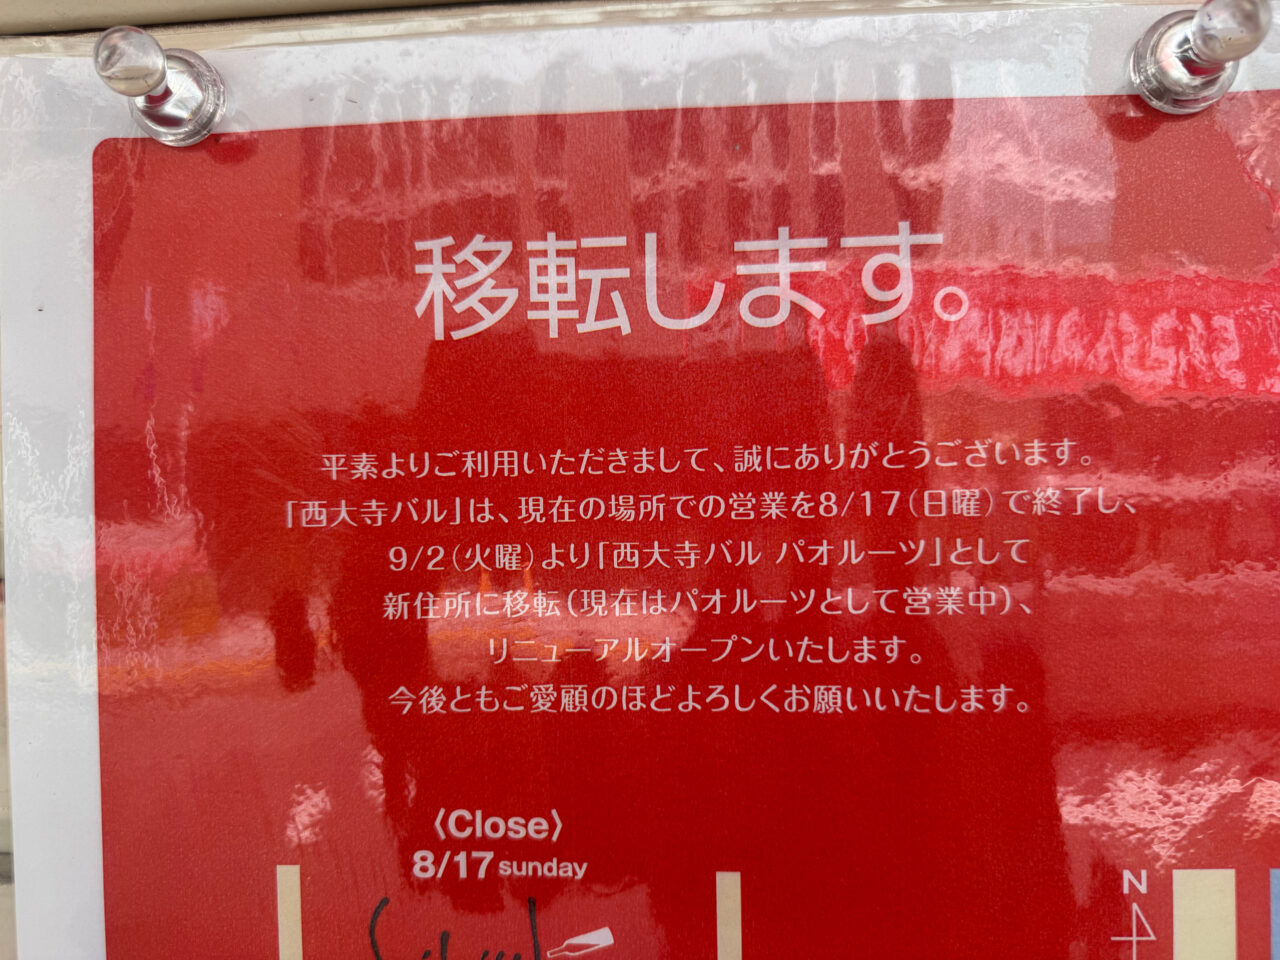 移転します。
平素よりご利用いただきまして、誠にありがとうございます。
「西大寺バル」は、現在の場所での営業を8/17(日曜)で終了し、
9/2(火曜)より「西大寺バル パオルーツ」として
新住所に移転(現在はパオルーツとして営業中)、
リニューアルオープンいたします。
今後ともご愛顧のほどよろしくお願いいたします。
〈Close〉
8/17 sunday
N